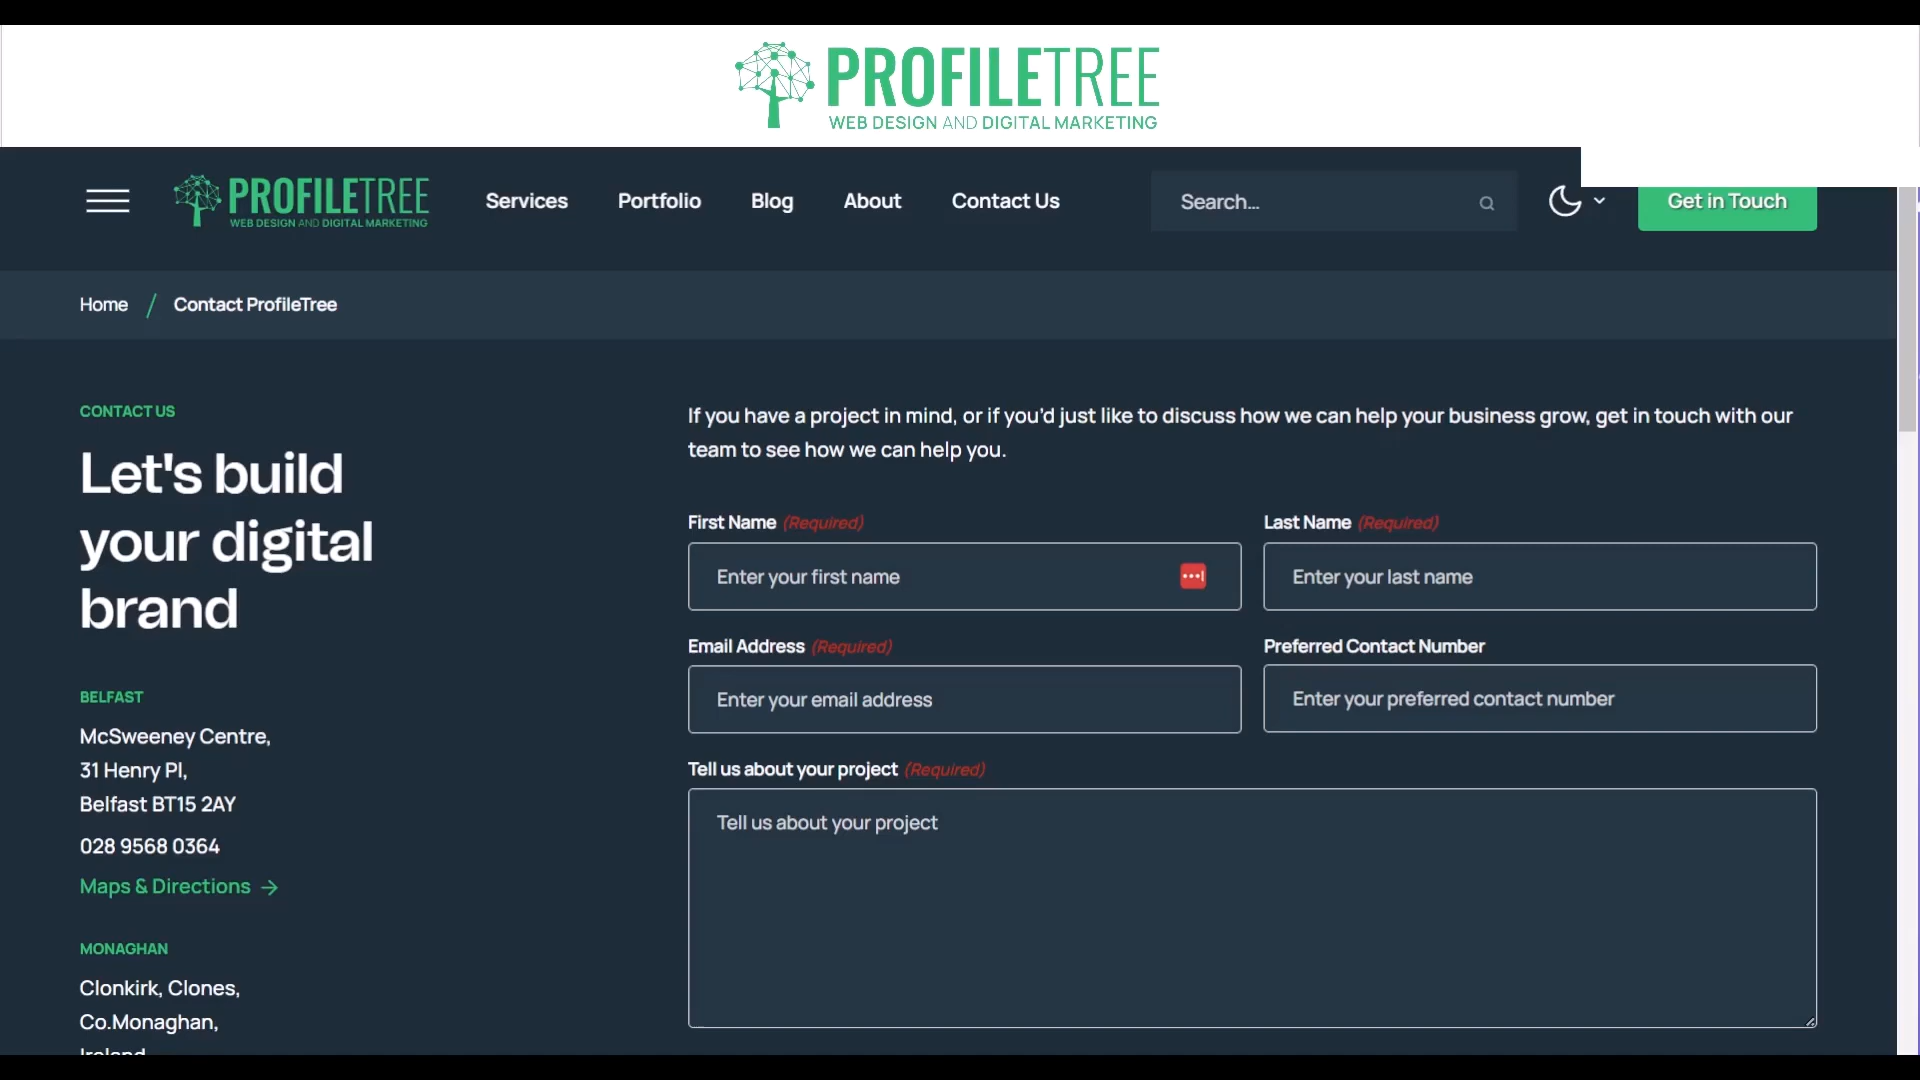 PROFILETREE
WEB DESIGN AND DIGITAL MARKETING
PROFILETREE
WEB DESIGN AND DIGITAL MARKETING
Services
Portfolio
Blog
About
Contact Us
Search...
Get in Touch
Home / Contact ProfileTree
CONTACT US
Let's build
your digital
brand
BELFAST
McSweeney Centre,
31 Henry Pl,
Belfast BT15 2AY
028 9568 0364
Maps & Directions →
MONAGHAN
Clonkirk, Clones,
Co.Monaghan,
Ireland
If you have a project in mind, or if you'd just like to discuss how we can help your business grow, get in touch with our
team to see how we can help you.
First Name (Required)
Enter your first name
Last Name (Required)
Enter your last name
Email Address (Required)
Enter your email address
Preferred Contact Number
Enter your preferred contact number
Tell us about your project (Required)
Tell us about your project